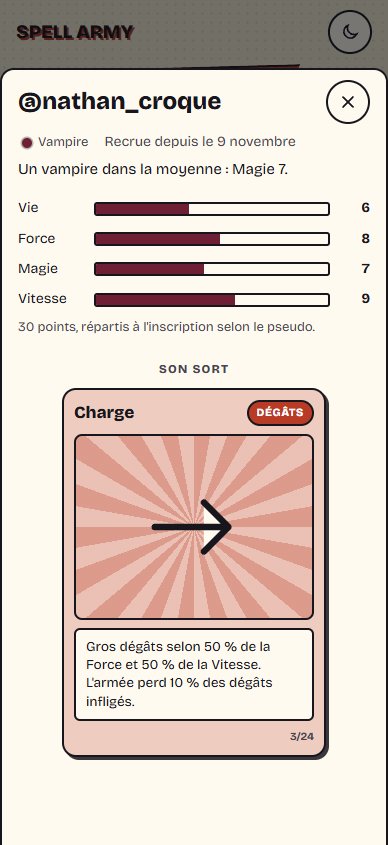 SPELL ARMY
@nathan_croque
Vampire Recrue depuis le 9 novembre
Un vampire dans la moyenne : Magie 7.
Vie 6
Force 8
Magie 7
Vitesse 9
30 points, répartis à l'inscription selon le pseudo.
SON SORT
Charge DÉGÂTS
Gros dégâts selon 50 % de la
Force et 50 % de la Vitesse.
L'armée perd 10 % des dégâts
infligés.
3/24